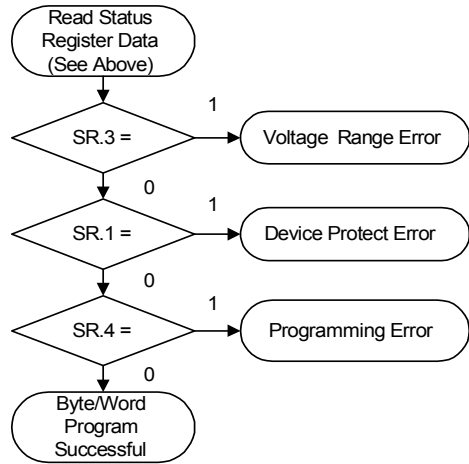 Read Status
Register Data
(See Above)
1
SR.3 =
Voltage Range Error
0
1
SR.1 =
Device Protect Error
0
1
SR.4 =
Programming Error
0
Byte/Word
Program
Successful